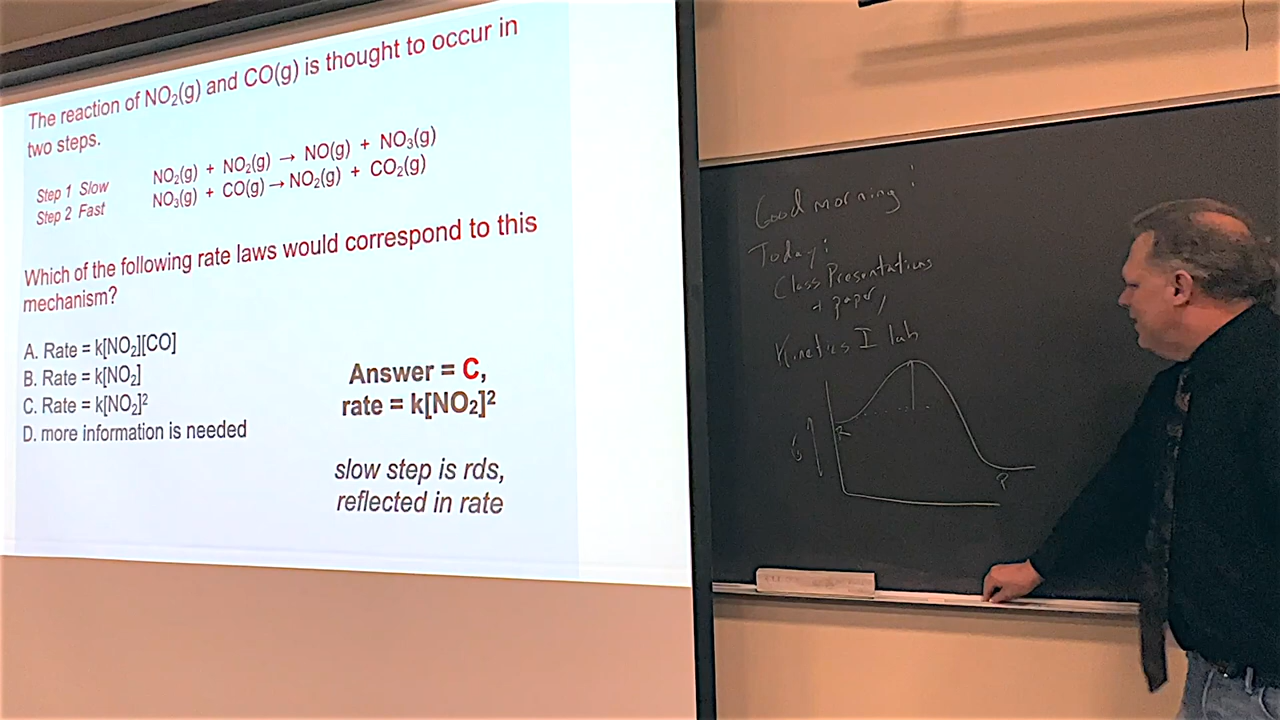 The reaction of NO₂(g) and CO(g) is thought to occur in
two steps.
Step 1 Slow NO₂(g) + NO₂(g) → NO(g) + NO₃(g)
Step 2 Fast NO₃(g) + CO(g) → NO₂(g) + CO₂(g)
Which of the following rate laws would correspond to this
mechanism?
A. Rate = k[NO₂][CO]
B. Rate = k[NO₂]
C. Rate = k[NO₂]²
D. more information is needed
Answer = C,
rate = k[NO₂]²
slow step is rds,
reflected in rate
Good morning!
Today:
Class Presentations
+ paper,
Kinetics I lab
R
G
P